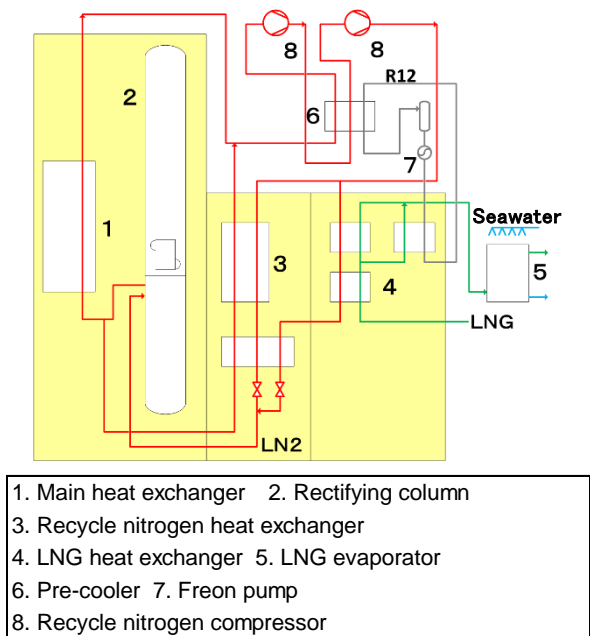 8
8
R12
2
6
7
1
3
4
Seawater
5
LNG
LN2
1. Main heat exchanger 2. Rectifying column
3. Recycle nitrogen heat exchanger
4. LNG heat exchanger 5. LNG evaporator
6. Pre-cooler 7. Freon pump
8. Recycle nitrogen compressor